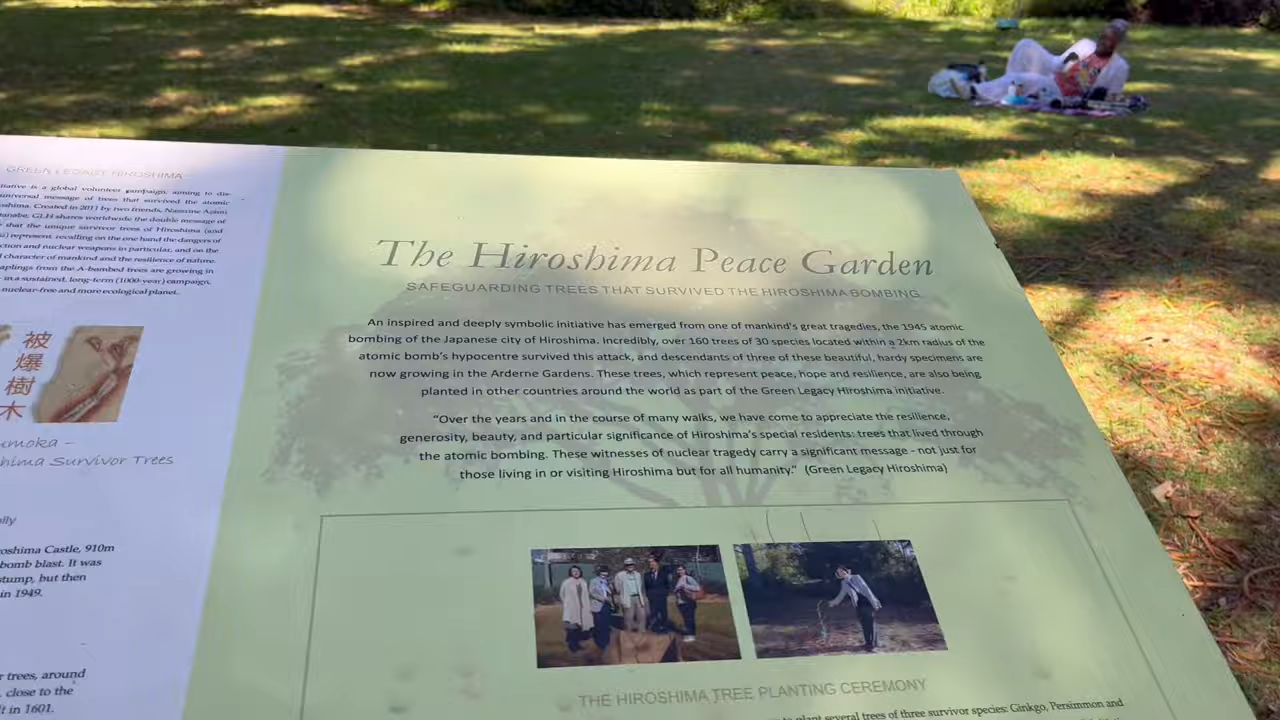 GREEN LEGACY HIROSHIMA
is a global volunteer campaign, aiming to dis-
universal message of trees that survived the atomic
Created in 2011 by two friends, Nassrine Azimi
GLH shares worldwide the double message of
that the unique survivor trees of Hiroshima (and
represent: recalling on the one hand the dangers of
and nuclear weapons in particular, and on the
character of mankind and the resilience of nature.
saplings from the A-bombed trees are growing in
in a sustained, long-term (1000-year) campaign,
nuclear-free and more ecological planet.
被
爆
樹
木
umoka –
hima Survivor Trees
lly
oshima Castle, 910m
bomb blast. It was
stump, but then
in 1949.
trees, around
close to the
t in 1601.
The Hiroshima Peace Garden
SAFEGUARDING TREES THAT SURVIVED THE HIROSHIMA BOMBING
An inspired and deeply symbolic initiative has emerged from one of mankind's great tragedies, the 1945 atomic
bombing of the Japanese city of Hiroshima. Incredibly, over 160 trees of 30 species located within a 2km radius of the
atomic bomb's hypocentre survived this attack, and descendants of three of these beautiful, hardy specimens are
now growing in the Arderne Gardens. These trees, which represent peace, hope and resilience, are also being
planted in other countries around the world as part of the Green Legacy Hiroshima initiative.
"Over the years and in the course of many walks, we have come to appreciate the resilience,
generosity, beauty, and particular significance of Hiroshima's special residents: trees that lived through
the atomic bombing. These witnesses of nuclear tragedy carry a significant message - not just for
those living in or visiting Hiroshima but for all humanity." (Green Legacy Hiroshima)
THE HIROSHIMA TREE PLANTING CEREMONY
to plant several trees of three survivor species: Ginkgo, Persimmon and